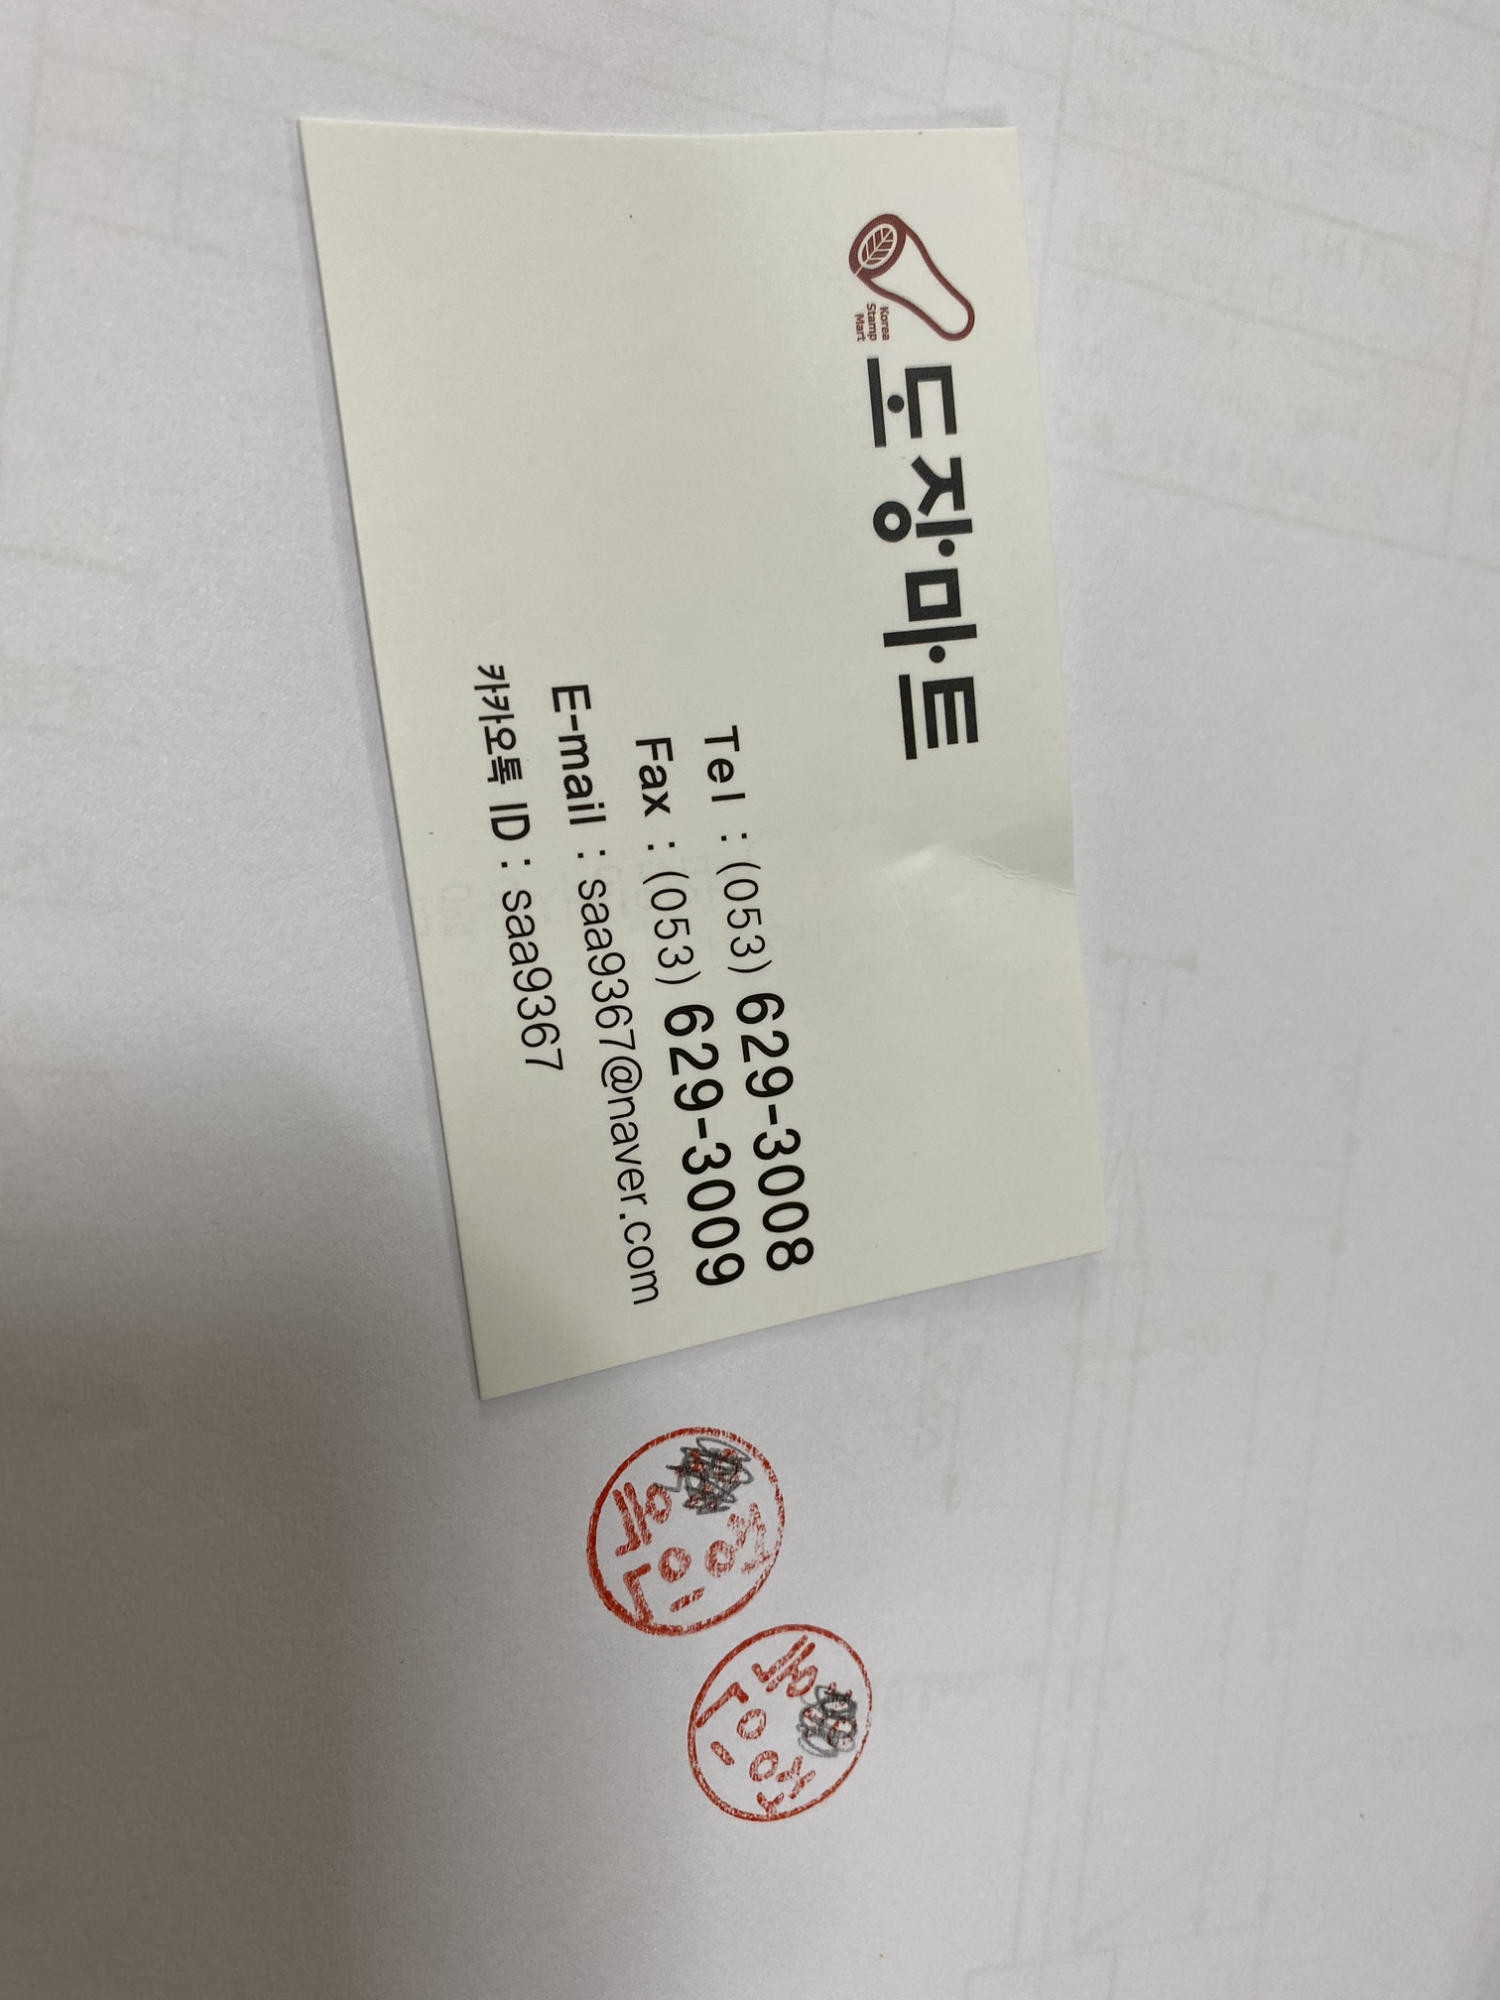 Korea
Stamp
Mart
도장마트
Tel : (053) 629-3008
Fax : (053) 629-3009
E-mail : saa9367@naver.com
카카오톡 ID : saa9367